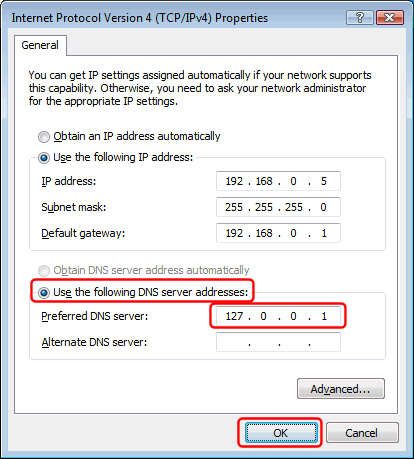 Internet Protocol Version 4 (TCP/IPv4) Properties
General
You can get IP settings assigned automatically if your network supports
this capability. Otherwise, you need to ask your network administrator
for the appropriate IP settings.
Obtain an IP address automatically
Use the following IP address:
IP address: 192 . 168 . 0 . 5
Subnet mask: 255 . 255 . 255 . 0
Default gateway: 192 . 168 . 0 . 1
Obtain DNS server address automatically
Use the following DNS server addresses:
Preferred DNS server: 127 . 0 . 0 . 1
Alternate DNS server: . . .
Advanced...
OK Cancel